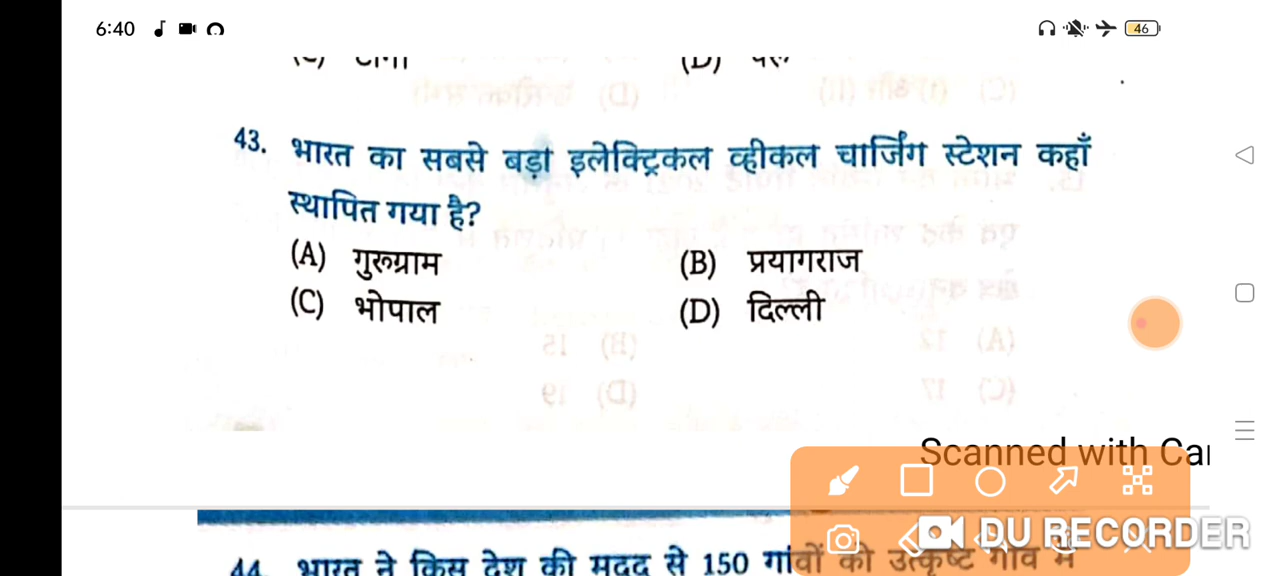 6:40
46
43. भारत का सबसे बड़ा इलेक्ट्रिकल व्हीकल चार्जिंग स्टेशन कहाँ
स्थापित गया है?
(A) गुरुग्राम (B) प्रयागराज
(C) भोपाल (D) दिल्ली
Scanned with Ca
DU RECORDER
44. भारत ने किस देश की मदद से 150 गांवों को उत्कृष्ट गांव में